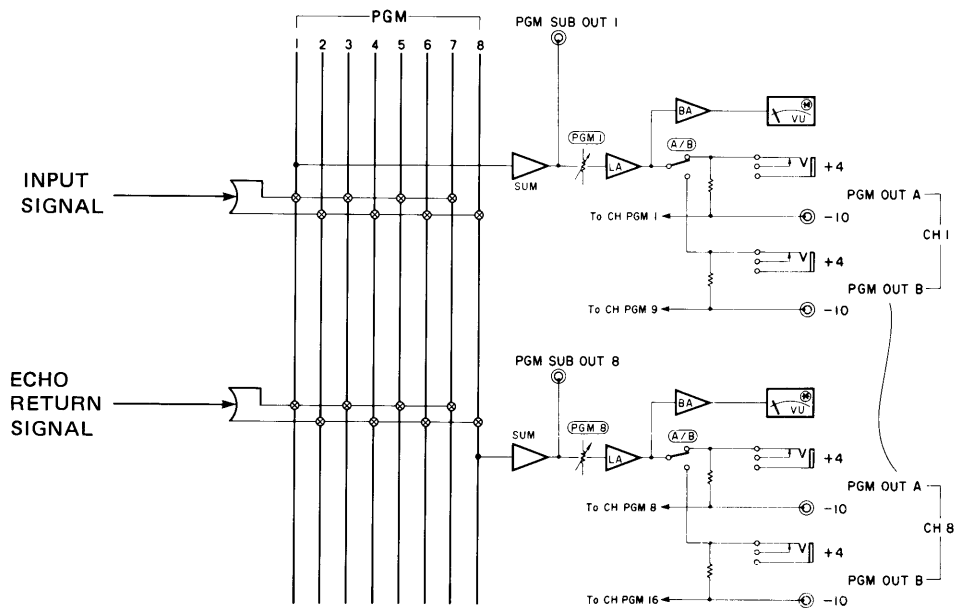 PGM
1 2 3 4 5 6 7 8
PGM SUB OUT 1
BA
VU
PGM 1
A/B
LA
SUM
+4
INPUT
SIGNAL
PGM OUT A
To CH PGM 1
-10
CH 1
+4
PGM OUT B
To CH PGM 9
-10
PGM SUB OUT 8
ECHO
RETURN
SIGNAL
BA
VU
PGM 8
A/B
SUM
LA
+4
PGM OUT A
To CH PGM 8
-10
CH 8
+4
PGM OUT B
To CH PGM 16
-10